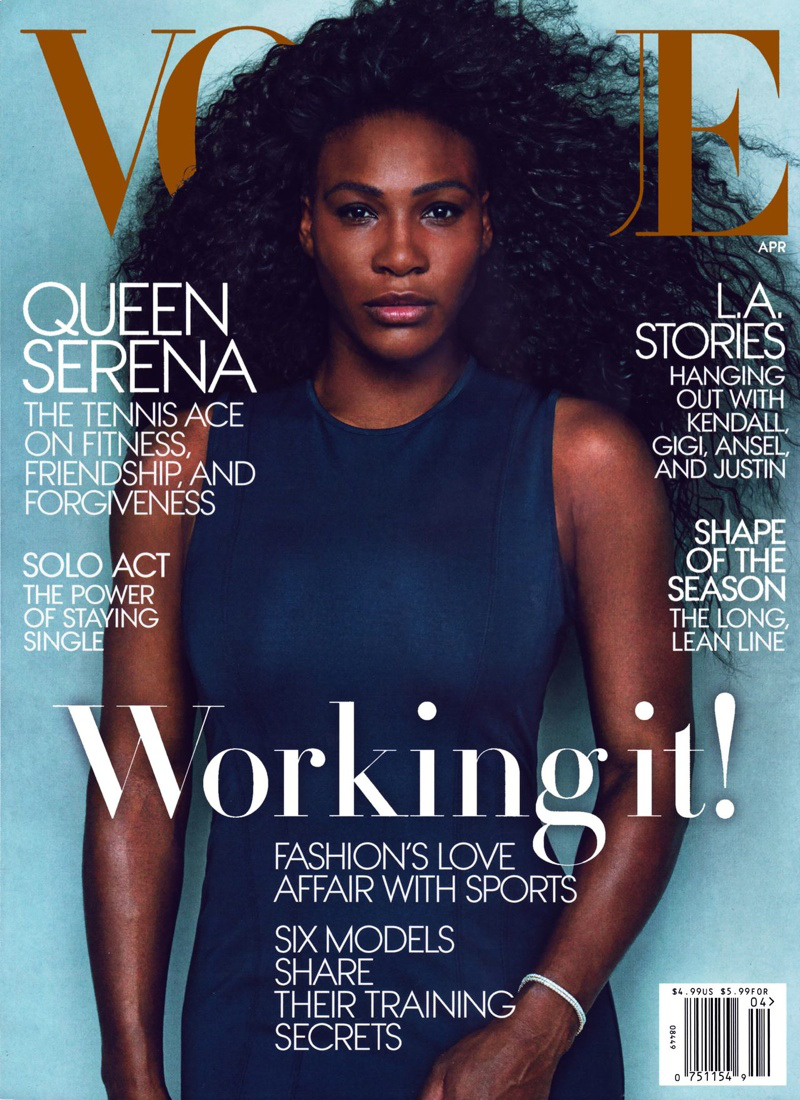 VOGUE
APR
QUEEN
SERENA
THE TENNIS ACE
ON FITNESS,
FRIENDSHIP, AND
FORGIVENESS
SOLO ACT
THE POWER
OF STAYING
SINGLE
L.A.
STORIES
HANGING
OUT WITH
KENDALL,
GIGI, ANSEL,
AND JUSTIN
SHAPE
OF THE
SEASON
THE LONG,
LEAN LINE
Working it!
FASHION'S LOVE
AFFAIR WITH SPORTS
SIX MODELS
SHARE
THEIR TRAINING
SECRETS
$4.99US $5.99FOR
04>
08449
0 751154 9